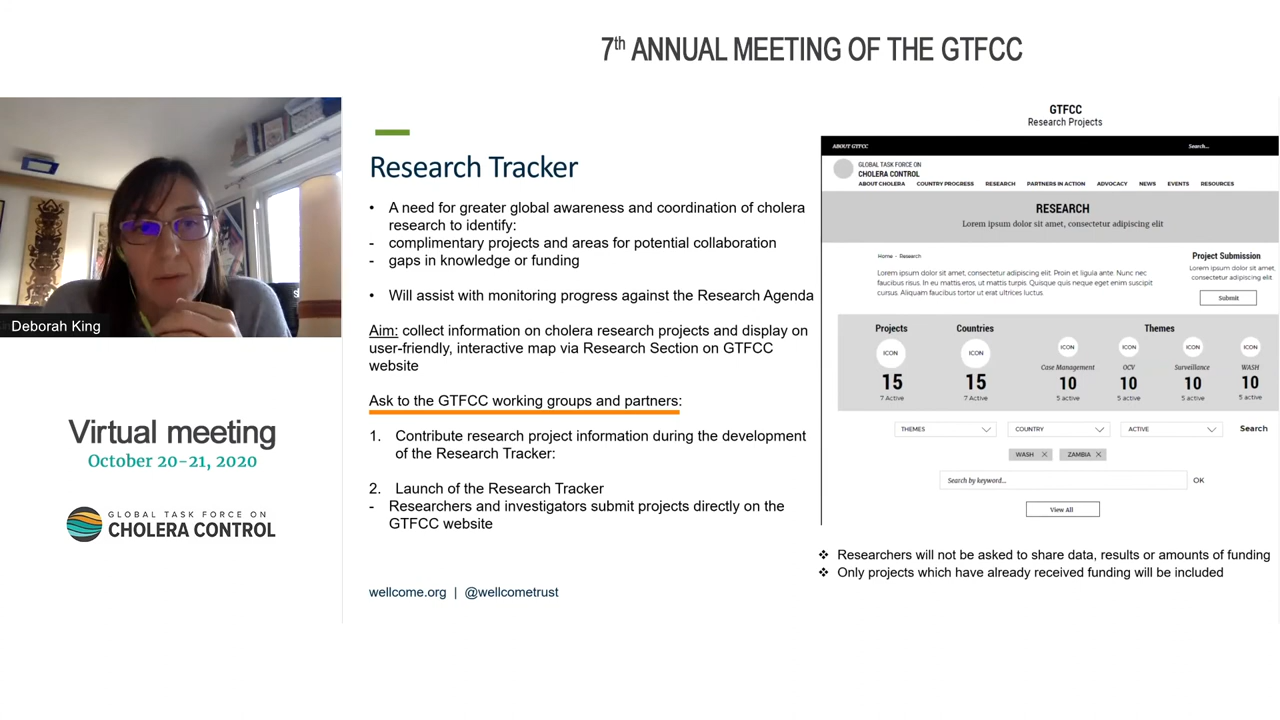 7th ANNUAL MEETING OF THE GTFCC
Deborah King
Virtual meeting
October 20-21, 2020
GLOBAL TASK FORCE ON
CHOLERA CONTROL
Research Tracker
• A need for greater global awareness and coordination of cholera
research to identify:
- complimentary projects and areas for potential collaboration
- gaps in knowledge or funding
• Will assist with monitoring progress against the Research Agenda
Aim: collect information on cholera research projects and display on
user-friendly, interactive map via Research Section on GTFCC
website
Ask to the GTFCC working groups and partners:
1. Contribute research project information during the development
of the Research Tracker:
2. Launch of the Research Tracker
- Researchers and investigators submit projects directly on the
GTFCC website
wellcome.org | @wellcometrust
GTFCC
Research Projects
ABOUT GTFCC Search...
GLOBAL TASK FORCE ON
CHOLERA CONTROL
ABOUT CHOLERA COUNTRY PROGRESS RESEARCH PARTNERS IN ACTION ADVOCACY NEWS EVENTS RESOURCES
RESEARCH
Lorem ipsum dolor sit amet, consectetur adipiscing elit
Home - Research
Lorem ipsum dolor sit amet, consectetur adipiscing elit. Proin et ligula ante. Nunc nec
faucibus risus. In eu mattis eros, ut mattis turpis. Quisque quis neque eget enim suscipit
cursus. Aliquam faucibus tortor ut erat ultrices luctus.
Project Submission
Lorem ipsum dolor sit amet,
consectetur adipiscing elit
Submit
Projects Countries Themes
ICON ICON ICON ICON ICON ICON
Case Management OCV Surveillance WASH
15 15 10 10 10 10
7 Active 7 Active 5 active 5 active 5 active 5 active
THEMES COUNTRY ACTIVE Search
WASH X ZAMBIA X
Search by keyword... OK
View All
❖ Researchers will not be asked to share data, results or amounts of funding
❖ Only projects which have already received funding will be included